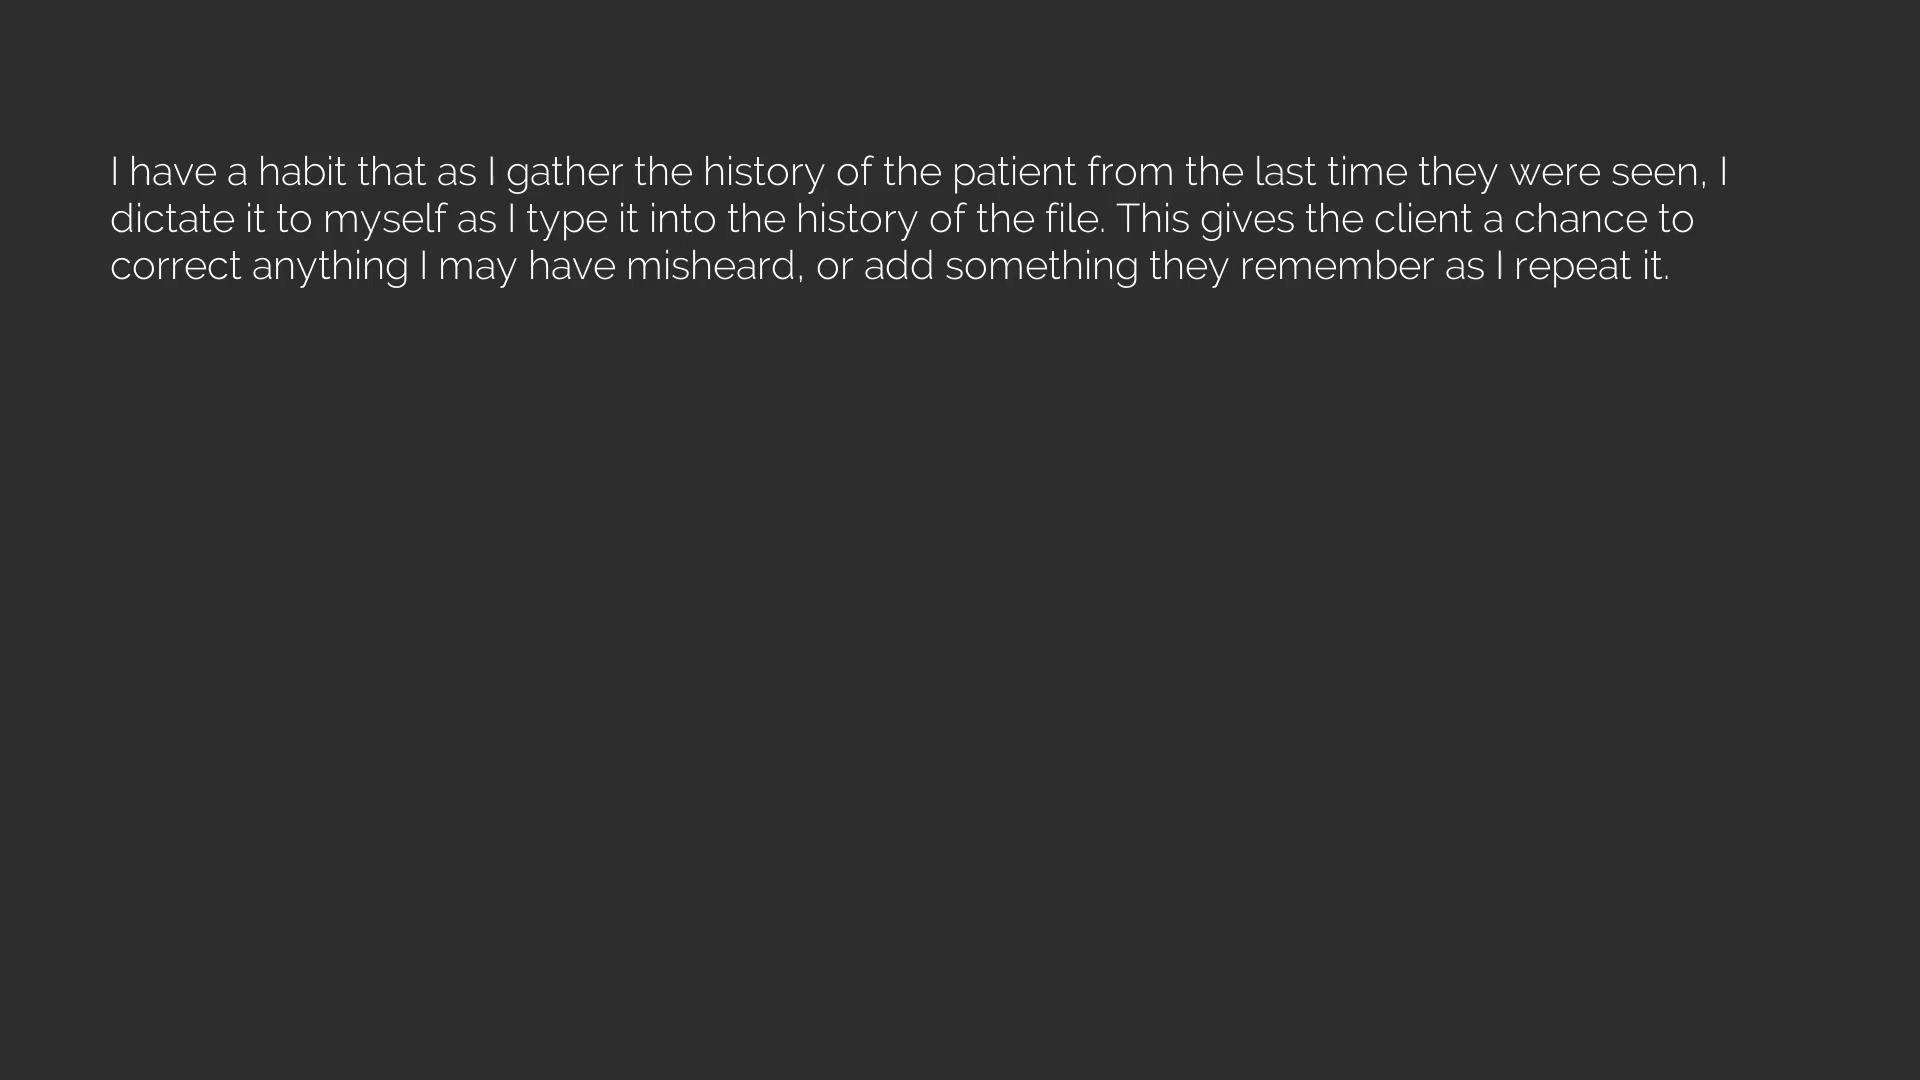 I have a habit that as I gather the history of the patient from the last time they were seen, I
dictate it to myself as I type it into the history of the file. This gives the client a chance to
correct anything I may have misheard, or add something they remember as I repeat it.